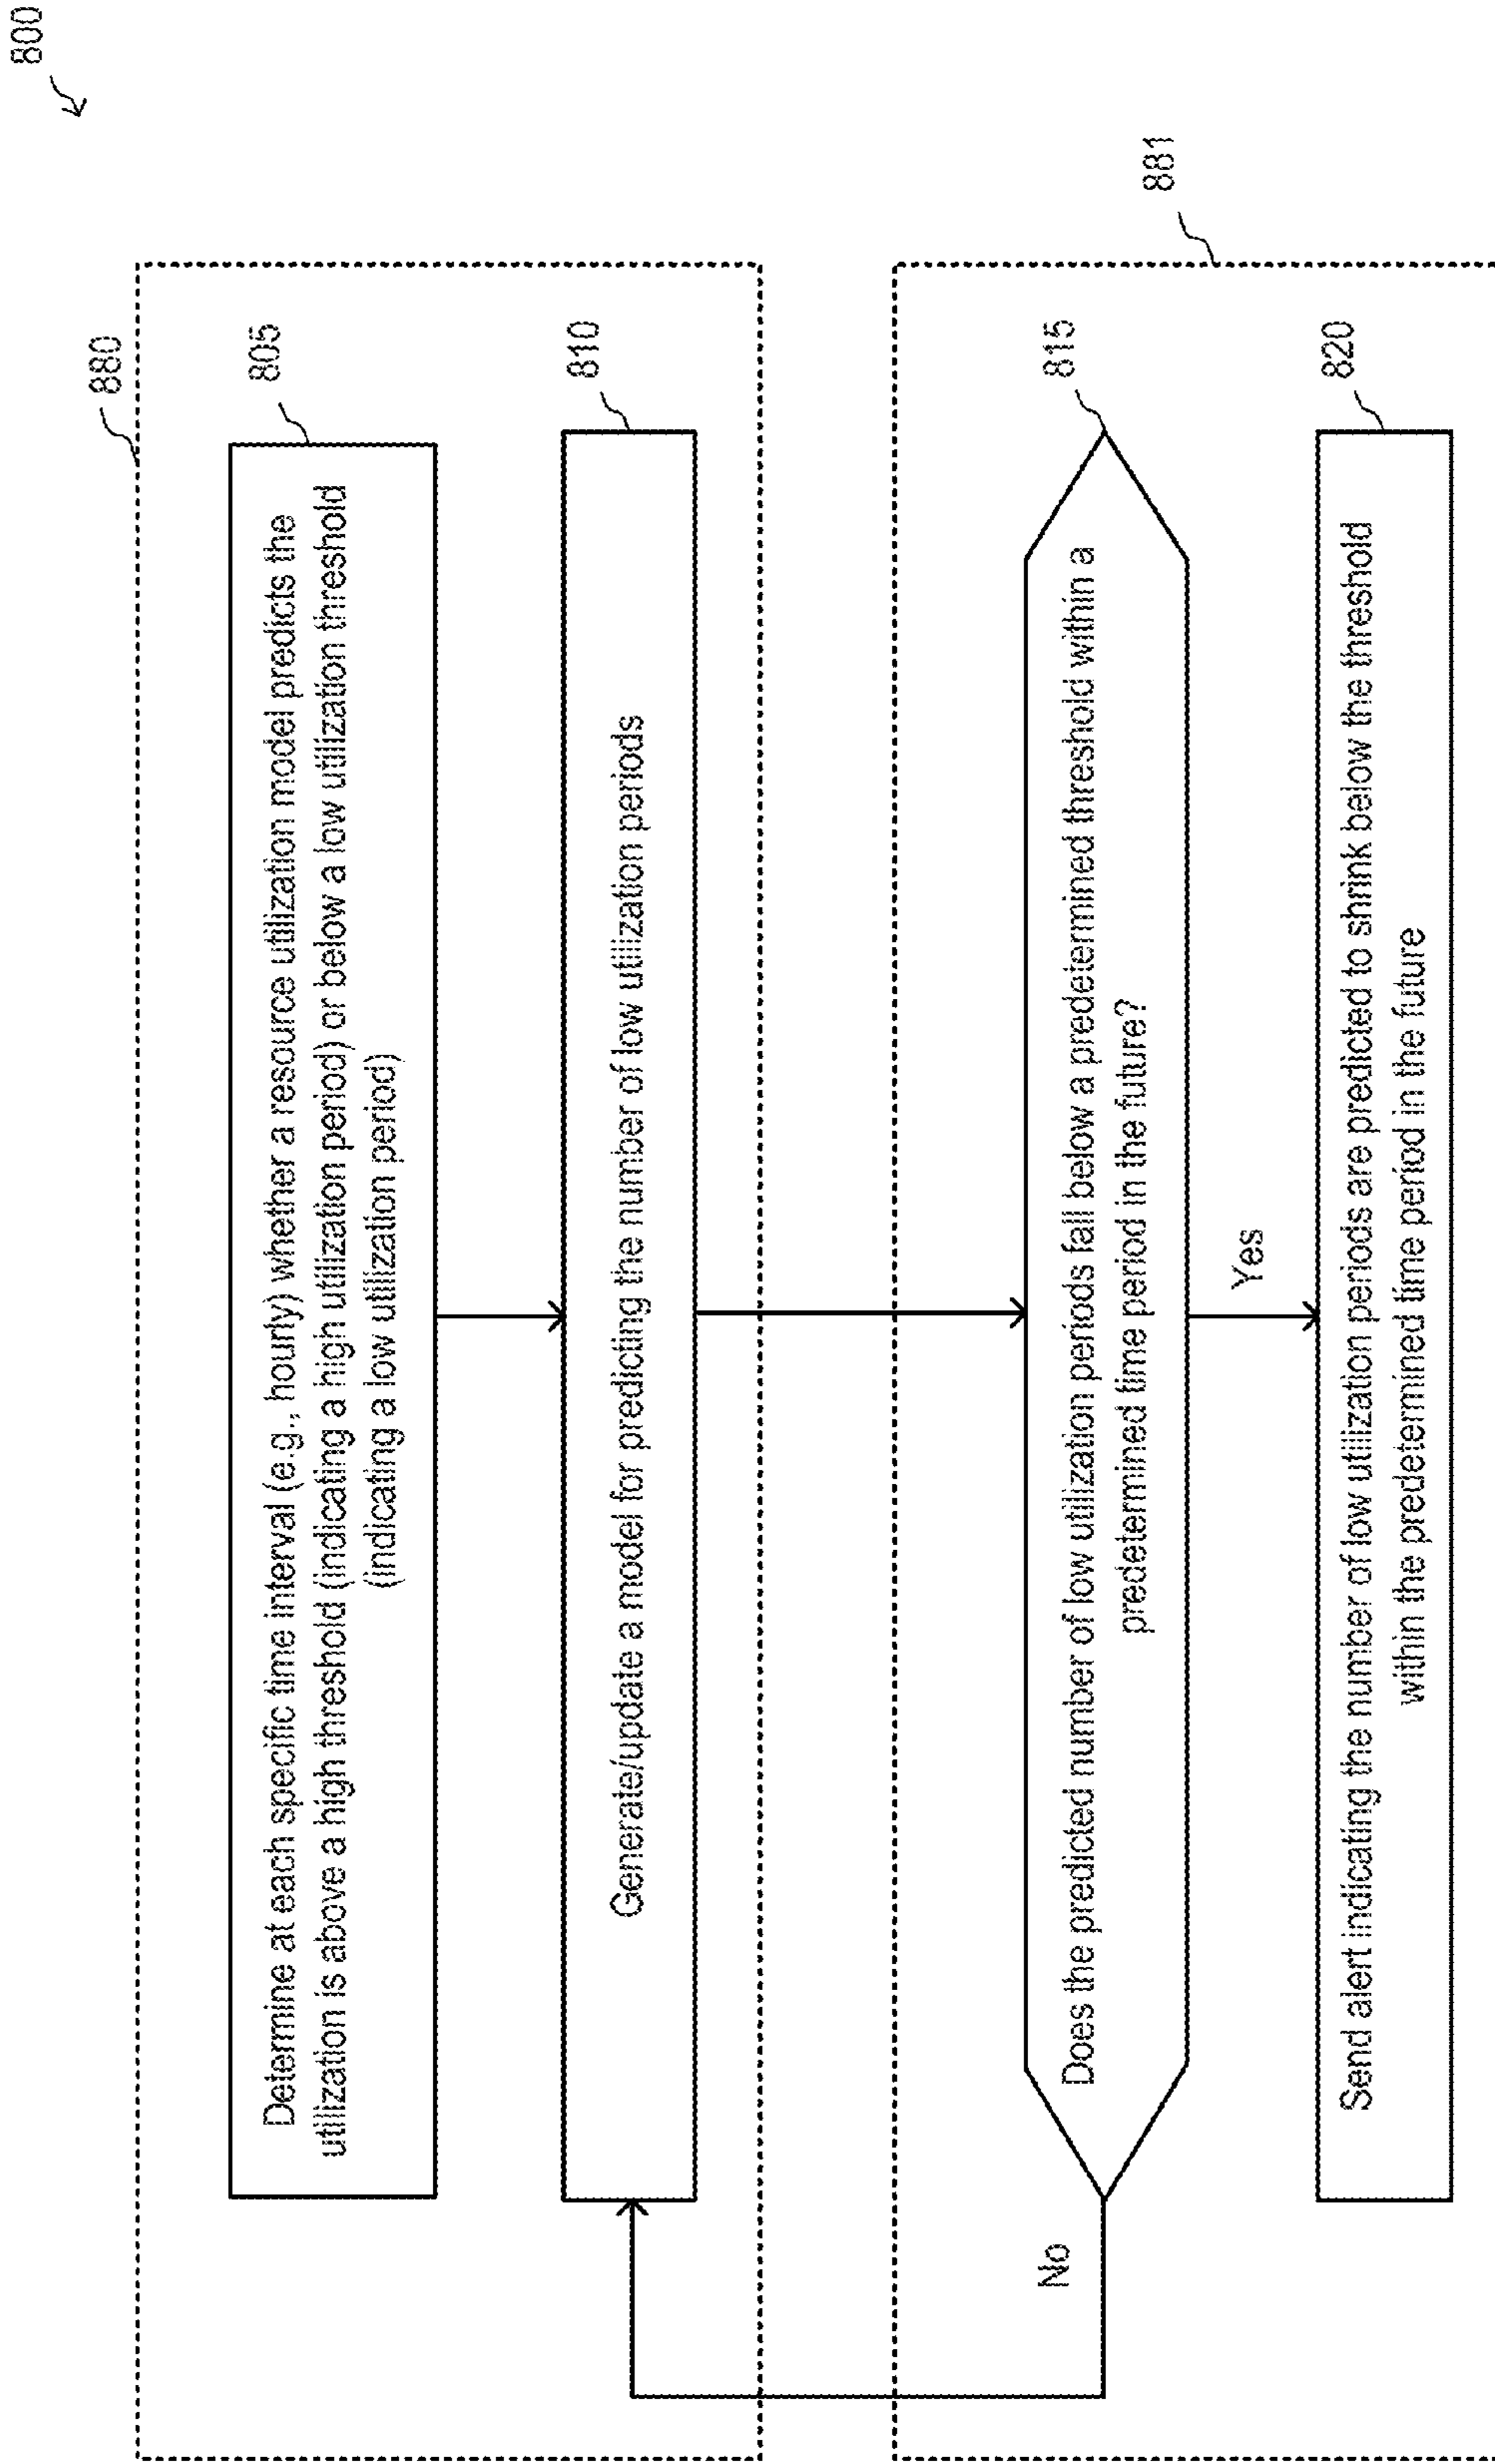 800
880
805
Determine at each specific time interval (e.g., hourly) whether a resource utilization model predicts the
utilization is above a high threshold (indicating a high utilization period) or below a low utilization threshold
(indicating a low utilization period)
810
Generate/update a model for predicting the number of low utilization periods
881
815
Does the predicted number of low utilization periods fall below a predetermined threshold within a
predetermined time period in the future?
No
Yes
820
Send alert indicating the number of low utilization periods are predicted to shrink below the threshold
within the predetermined time period in the future